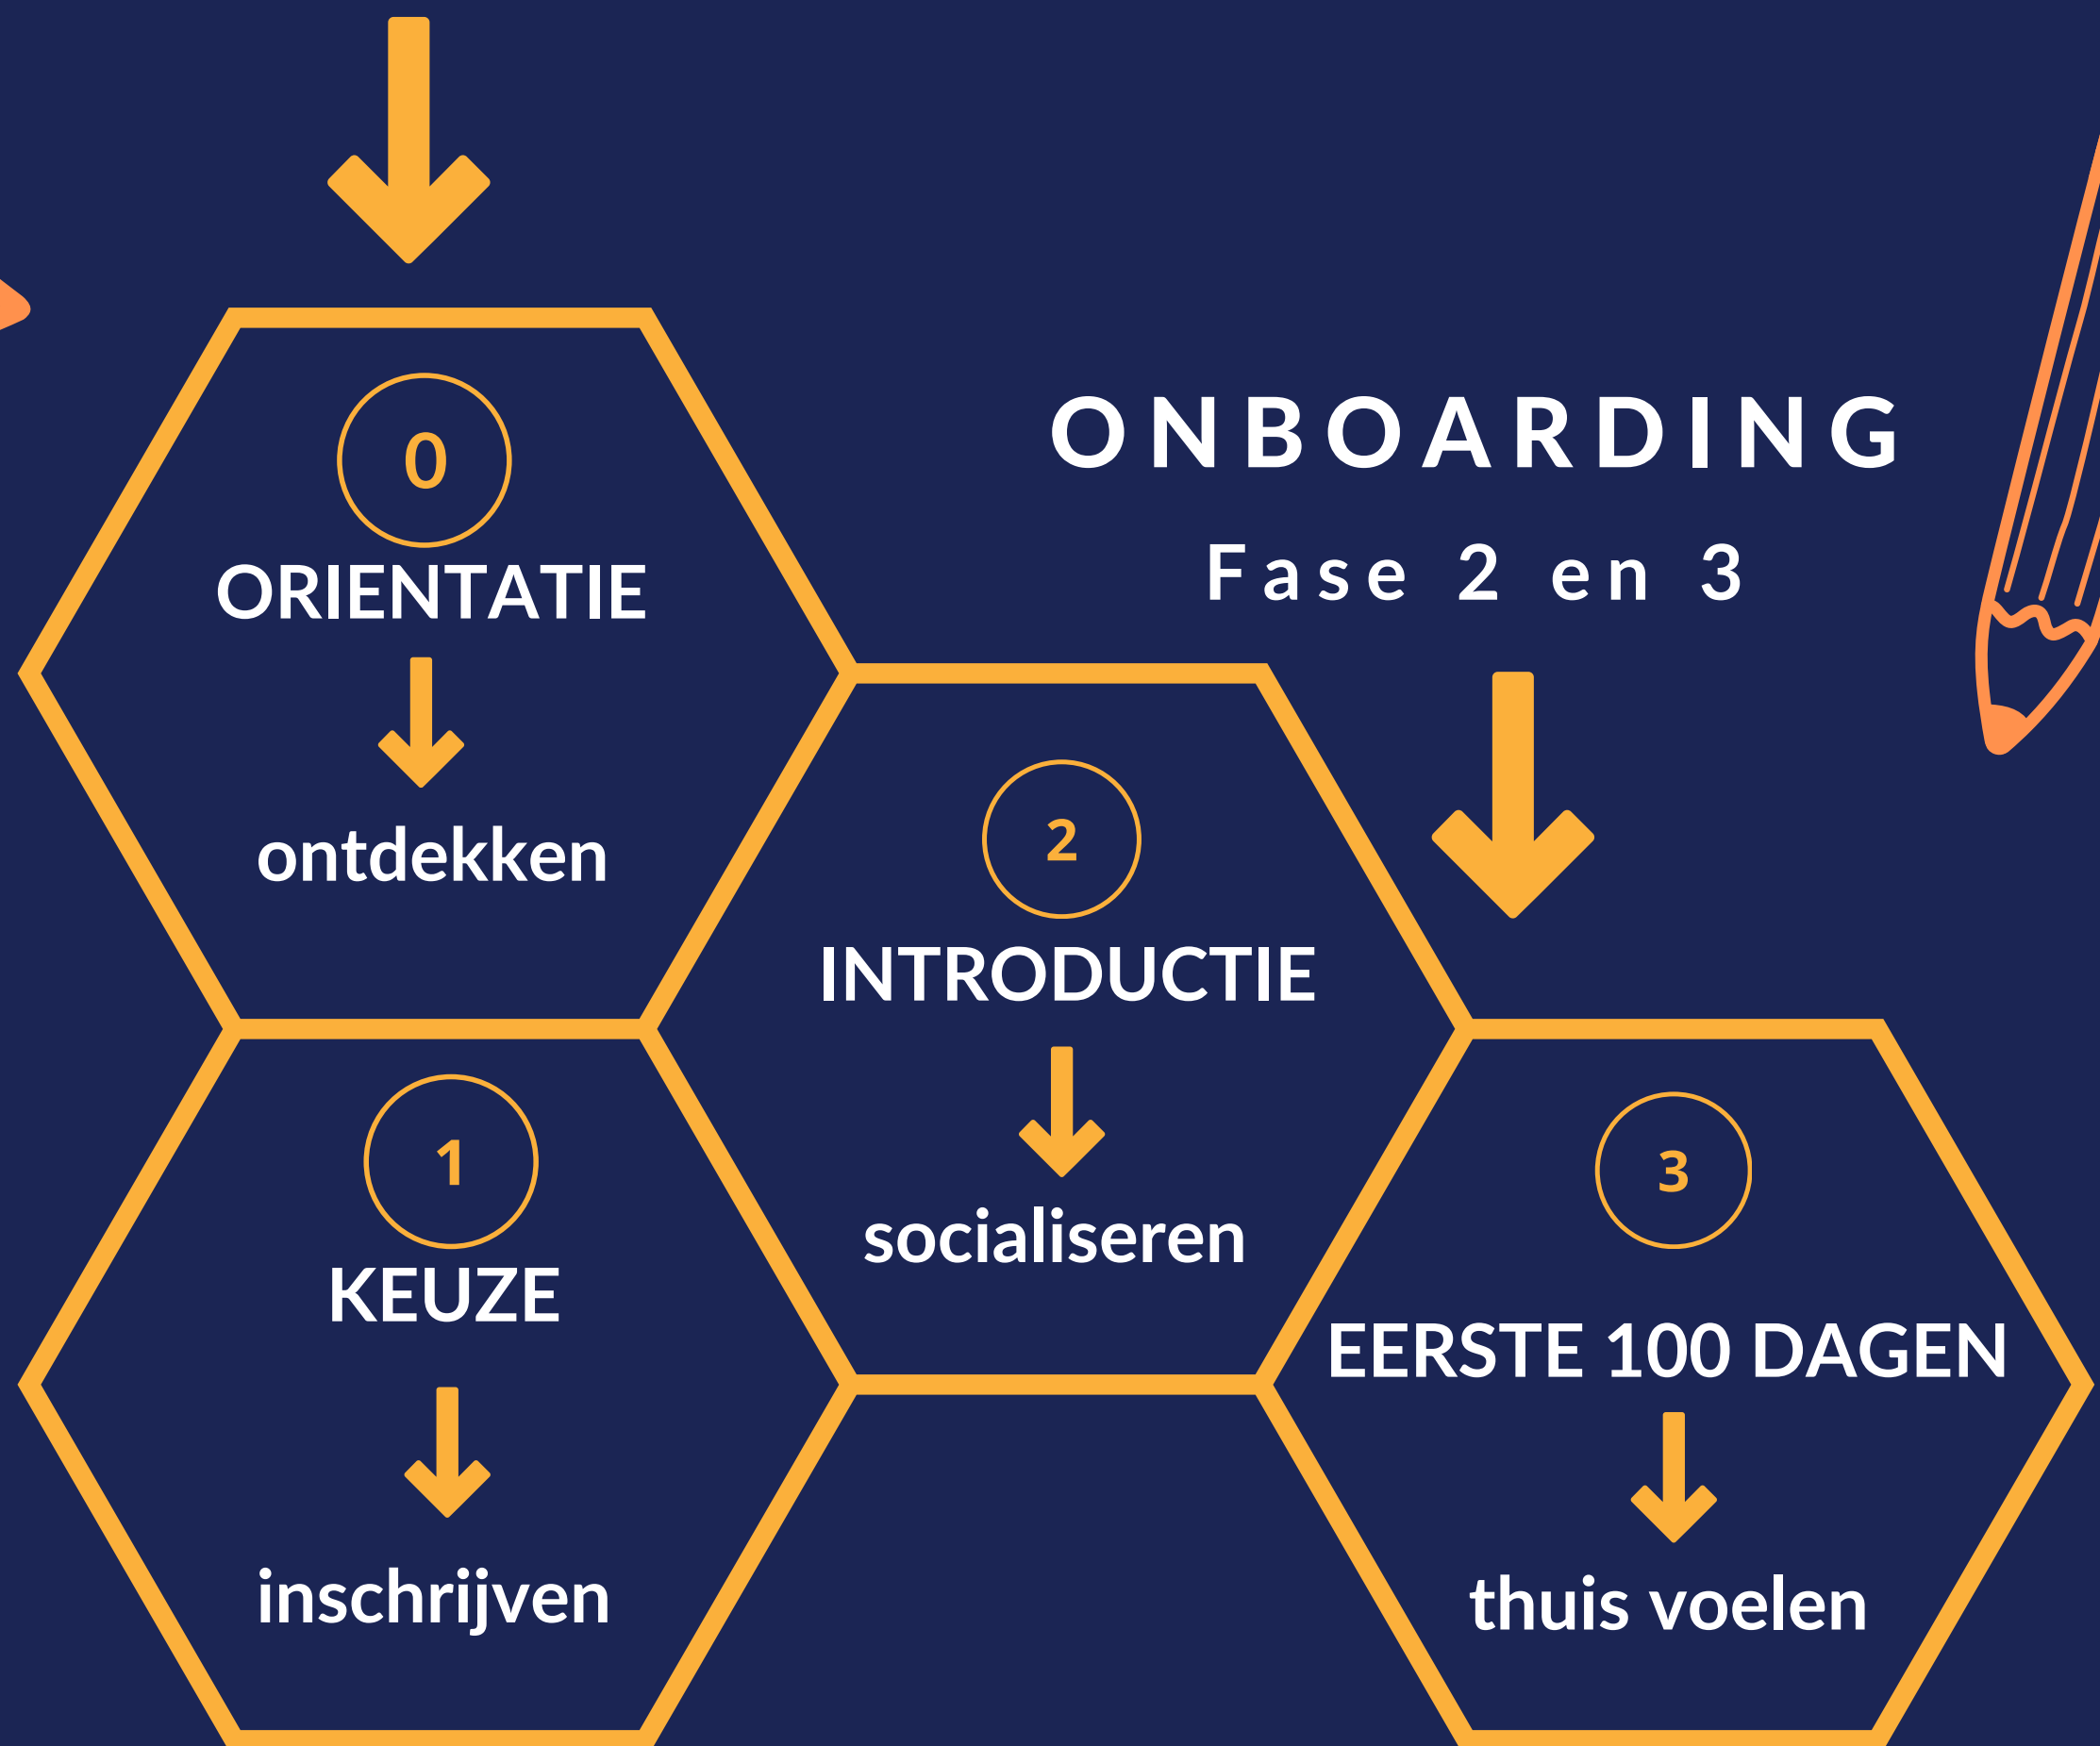 ONBOARDING
Fase 2 en 3
0
ORIENTATIE
ontdekken
1
KEUZE
inschrijven
2
INTRODUCTIE
socialiseren
3
EERSTE 100 DAGEN
thuis voelen